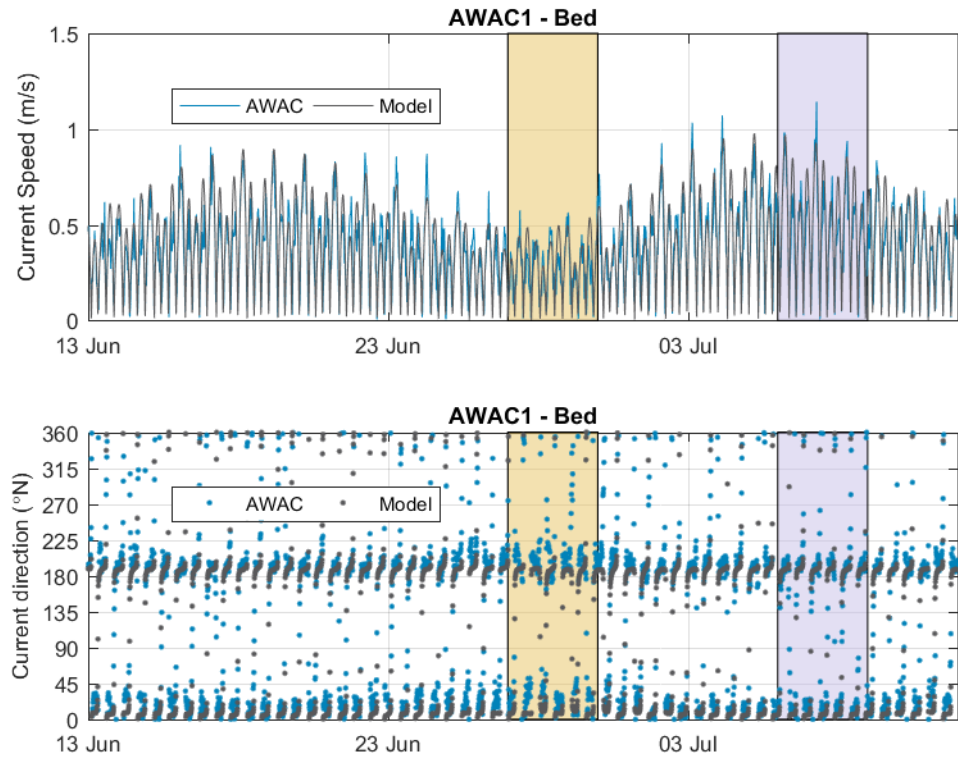 AWAC1 - Bed
Current Speed (m/s)
1.5
1
0.5
0
AWAC Model
13 Jun 23 Jun 03 Jul
AWAC1 - Bed
Current direction (°N)
360
315
270
225
180
135
90
45
0
AWAC Model
13 Jun 23 Jun 03 Jul